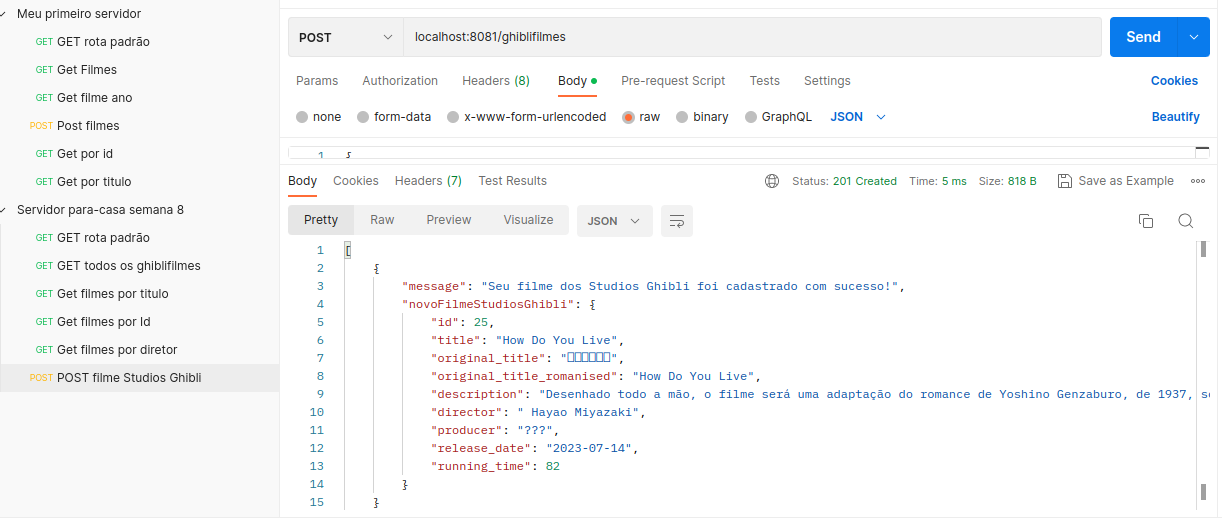 Meu primeiro servidor
GET GET rota padrão
GET Get Filmes
GET Get filme ano
POST Post filmes
GET Get por id
GET Get por titulo
Servidor para-casa semana 8
GET GET rota padrão
GET GET todos os ghiblifilmes
GET Get filmes por titulo
GET Get filmes por Id
GET Get filmes por diretor
POST POST filme Studios Ghibli
POST localhost:8081/ghiblifilmes Send
Params Authorization Headers (8) Body Pre-request Script Tests Settings Cookies
none form-data x-www-form-urlencoded raw binary GraphQL JSON Beautify
1 {
Body Cookies Headers (7) Test Results Status: 201 Created Time: 5 ms Size: 818 B Save as Example
Pretty Raw Preview Visualize JSON
1 [
2 {
3 "message": "Seu filme dos Studios Ghibli foi cadastrado com sucesso!",
4 "novoFilmeStudiosGhibli": {
5 "id": 25,
6 "title": "How Do You Live",
7 "original_title": "□□□□□□",
8 "original_title_romanised": "How Do You Live",
9 "description": "Desenhado todo a mão, o filme será uma adaptação do romance de Yoshino Genzaburo, de 1937, s
10 "director": " Hayao Miyazaki",
11 "producer": "???",
12 "release_date": "2023-07-14",
13 "running_time": 82
14 }
15 }